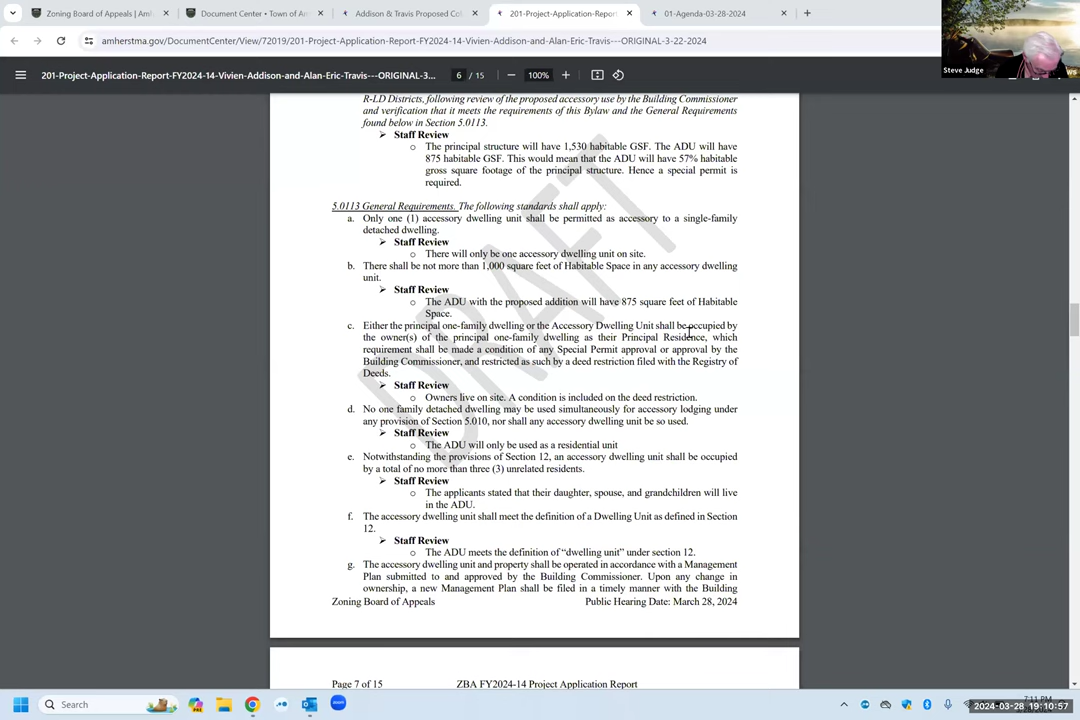 Zoning Board of Appeals | Aml
Document Center • Town of Am
Addison & Travis Proposed Co
201-Project-Application-Report
01-Agenda-03-28-2024
amherstma.gov/DocumentCenter/View/72019/201-Project-Application-Report-FY2024-14-Vivien-Addison-and-Alan-Eric-Travis---ORIGINAL-3-22-2024
Steve Judge
201-Project-Application-Report-FY2024-14-Vivien-Addison-and-Alan-Eric-Travis---ORIGINAL-3...
6 / 15
100%
R-LD Districts, following review of the proposed accessory use by the Building Commissioner
and verification that it meets the requirements of this Bylaw and the General Requirements
found below in Section 5.0113.
➢ Staff Review
o The principal structure will have 1,530 habitable GSF. The ADU will have
875 habitable GSF. This would mean that the ADU will have 57% habitable
gross square footage of the principal structure. Hence a special permit is
required.
5.0113 General Requirements. The following standards shall apply:
a. Only one (1) accessory dwelling unit shall be permitted as accessory to a single-family
detached dwelling.
➢ Staff Review
o There will only be one accessory dwelling unit on site.
b. There shall be not more than 1,000 square feet of Habitable Space in any accessory dwelling
unit.
➢ Staff Review
o The ADU with the proposed addition will have 875 square feet of Habitable
Space.
c. Either the principal one-family dwelling or the Accessory Dwelling Unit shall be occupied by
the owner(s) of the principal one-family dwelling as their Principal Residence, which
requirement shall be made a condition of any Special Permit approval or approval by the
Building Commissioner, and restricted as such by a deed restriction filed with the Registry of
Deeds.
➢ Staff Review
o Owners live on site. A condition is included on the deed restriction.
d. No one family detached dwelling may be used simultaneously for accessory lodging under
any provision of Section 5.010, nor shall any accessory dwelling unit be so used.
➢ Staff Review
o The ADU will only be used as a residential unit
e. Notwithstanding the provisions of Section 12, an accessory dwelling unit shall be occupied
by a total of no more than three (3) unrelated residents.
➢ Staff Review
o The applicants stated that their daughter, spouse, and grandchildren will live
in the ADU.
f. The accessory dwelling unit shall meet the definition of a Dwelling Unit as defined in Section
12.
➢ Staff Review
o The ADU meets the definition of "dwelling unit" under section 12.
g. The accessory dwelling unit and property shall be operated in accordance with a Management
Plan submitted to and approved by the Building Commissioner. Upon any change in
ownership, a new Management Plan shall be filed in a timely manner with the Building
Zoning Board of Appeals Public Hearing Date: March 28, 2024
DRAFT
Page 7 of 15 ZBA FY2024-14 Project Application Report
Search
zoom
7:11 PM
2024-03-28 19:10:57